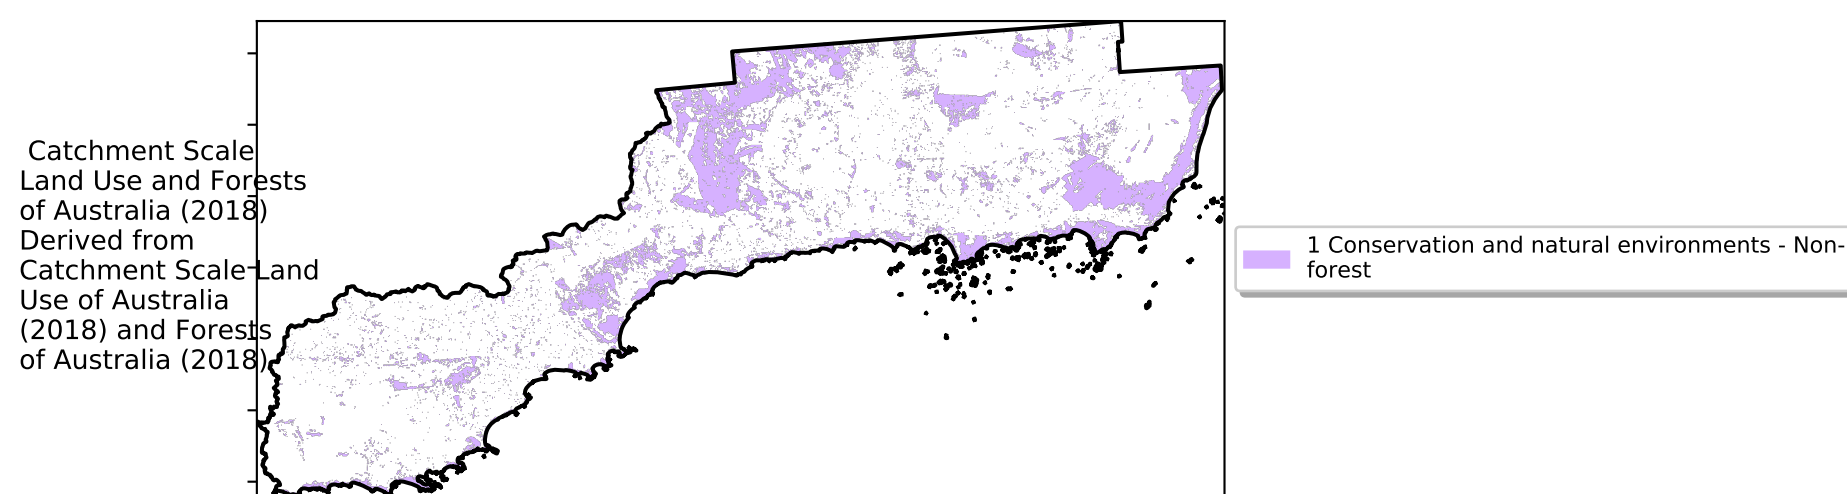 Catchment Scale
Land Use and Forests
of Australia (2018)
Derived from
Catchment Scale Land
Use of Australia
(2018) and Forests
of Australia (2018)
1 Conservation and natural environments - Non-
forest